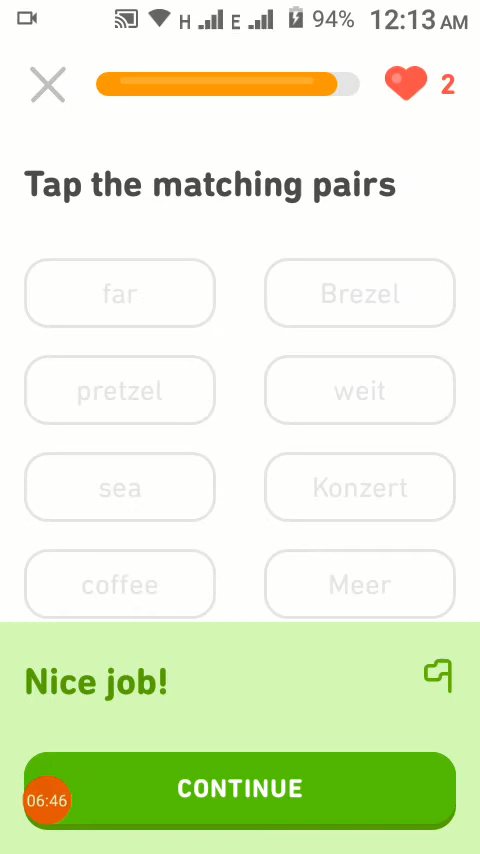 H E 94% 12:13 AM
2
Tap the matching pairs
far Brezel
pretzel weit
sea Konzert
coffee Meer
Nice job!
CONTINUE
06:46